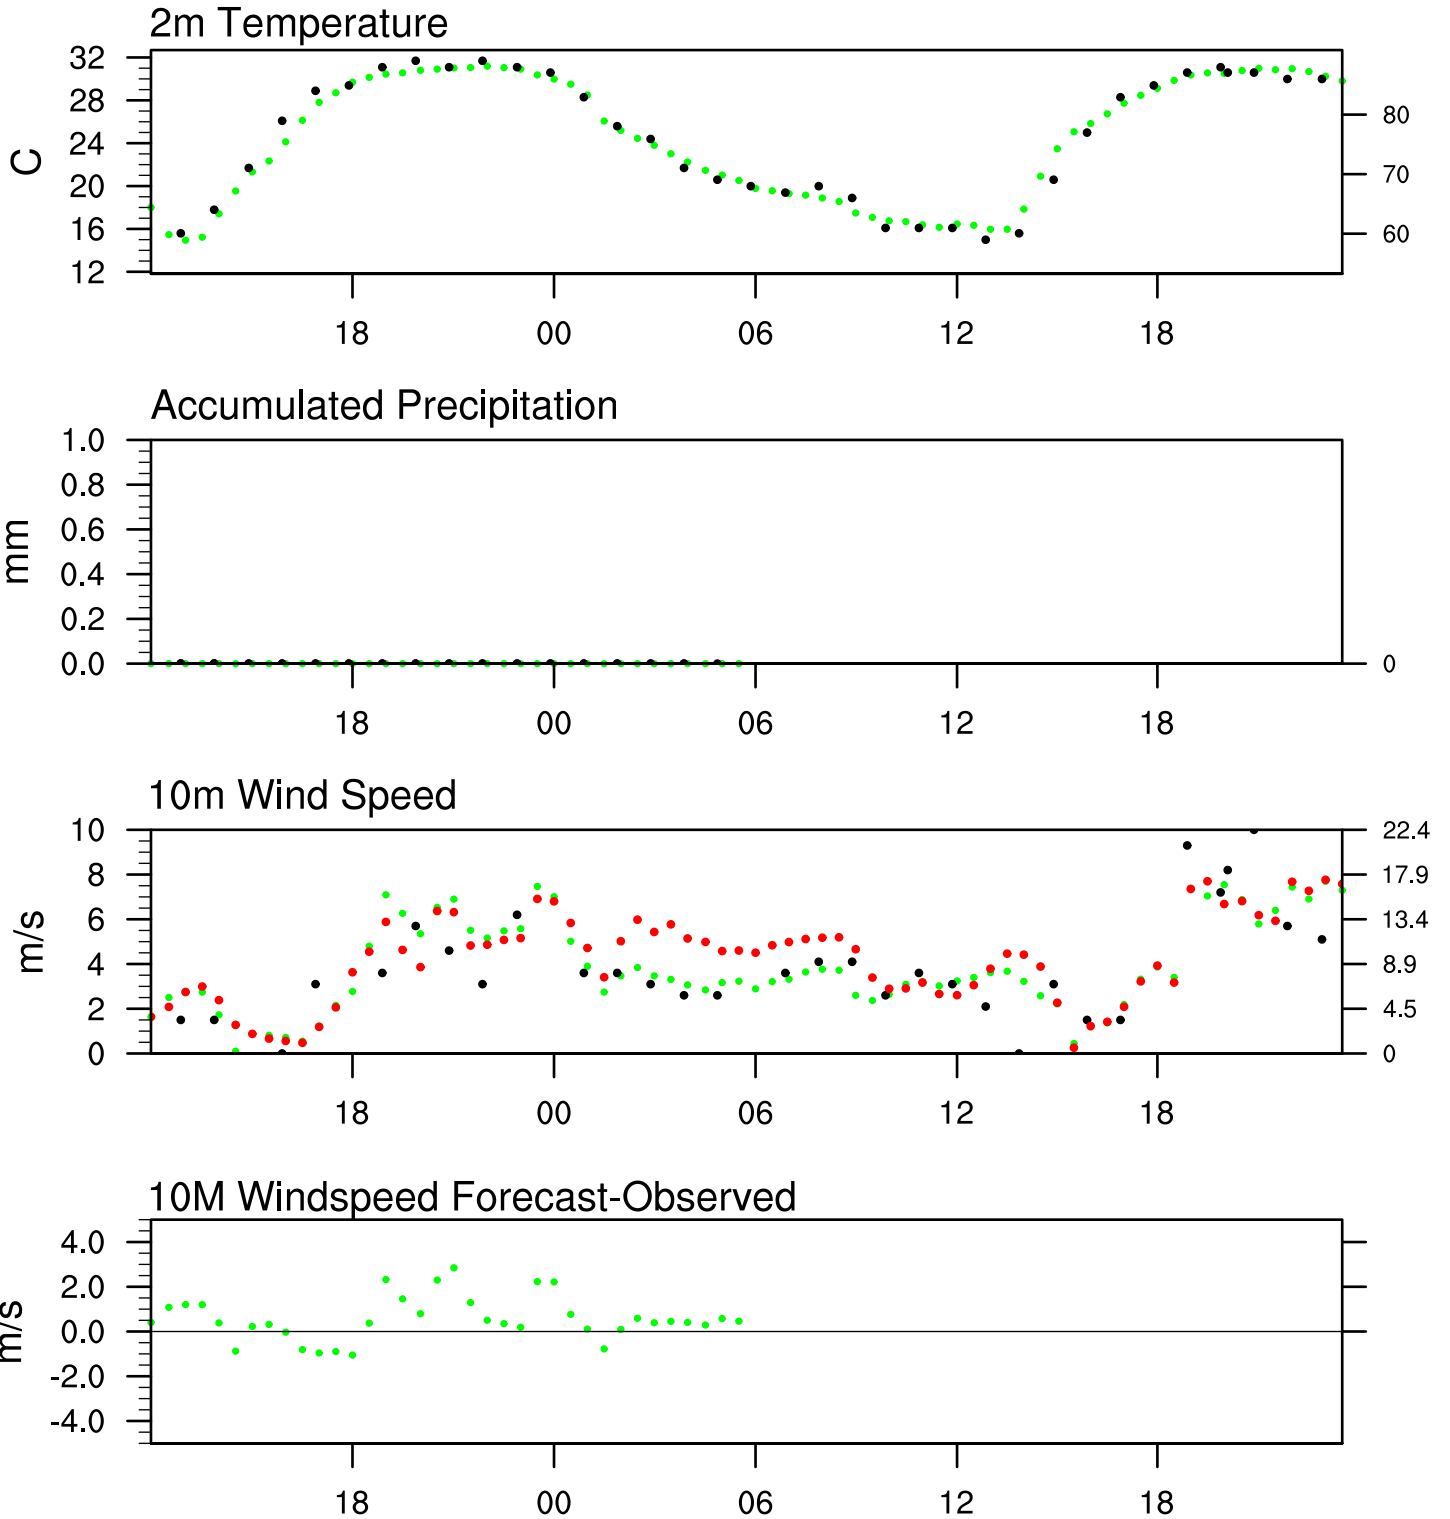 2m Temperature
32
28
24
20
16
12
C
80
70
60
18 00 06 12 18
Accumulated Precipitation
1.0
0.8
0.6
0.4
0.2
0.0
mm
0
18 00 06 12 18
10m Wind Speed
10
8
6
4
2
0
m/s
22.4
17.9
13.4
8.9
4.5
0
18 00 06 12 18
10M Windspeed Forecast-Observed
4.0
2.0
0.0
-2.0
-4.0
m/s
18 00 06 12 18